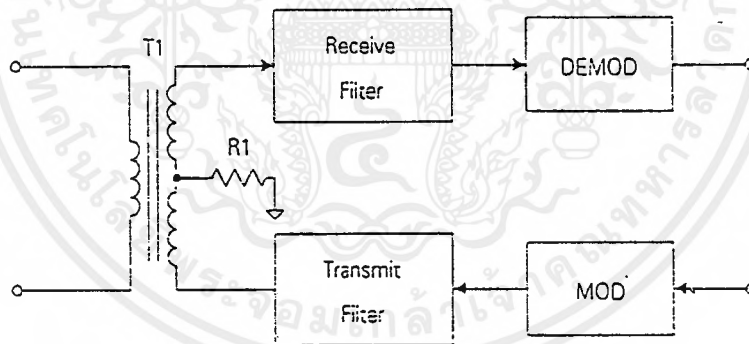 T1
Receive
Filter
DEMOD
R1
Transmit
Filter
MOD